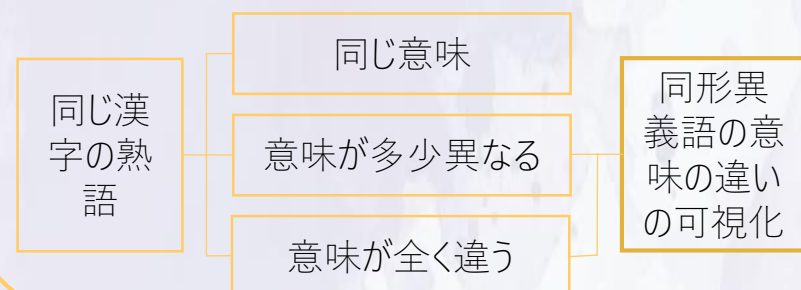 同じ漢
字の熟
語
同じ意味
意味が多少異なる
意味が全く違う
同形異
義語の意
味の違い
の可視化